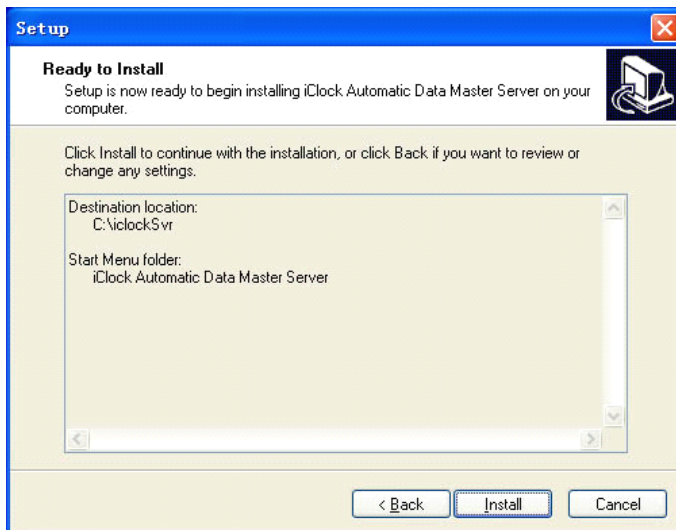 Setup
Ready to Install
Setup is now ready to begin installing iClock Automatic Data Master Server on your
computer.
Click Install to continue with the installation, or click Back if you want to review or
change any settings.
Destination location:
C:\iclockSvr
Start Menu folder:
iClock Automatic Data Master Server
< Back
Install
Cancel